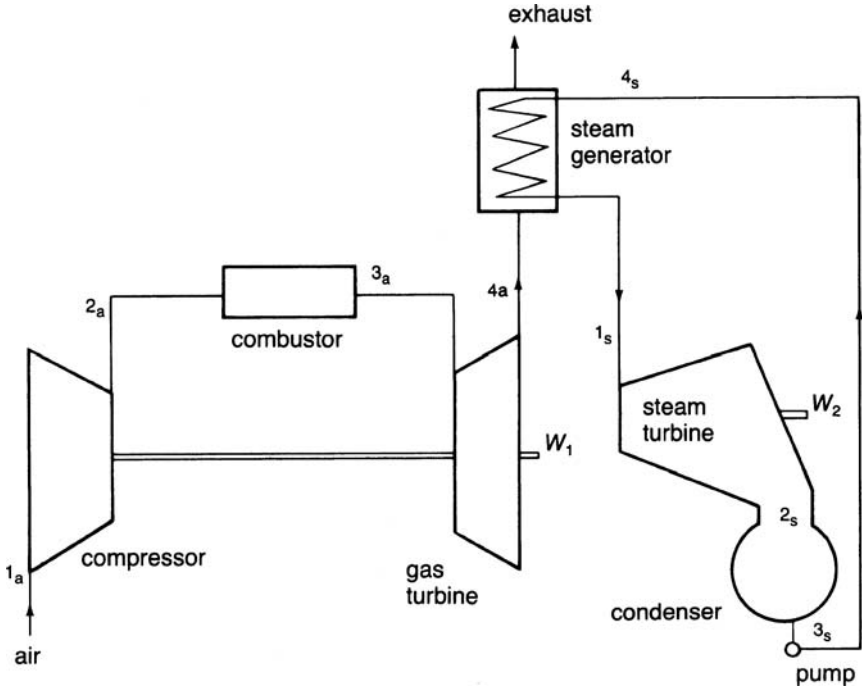 exhaust
4s
steam
generator
3a
2a
4a
combustor
1s
steam
turbine
W2
W1
2s
compressor
gas
turbine
1a
condenser
3s
air
pump